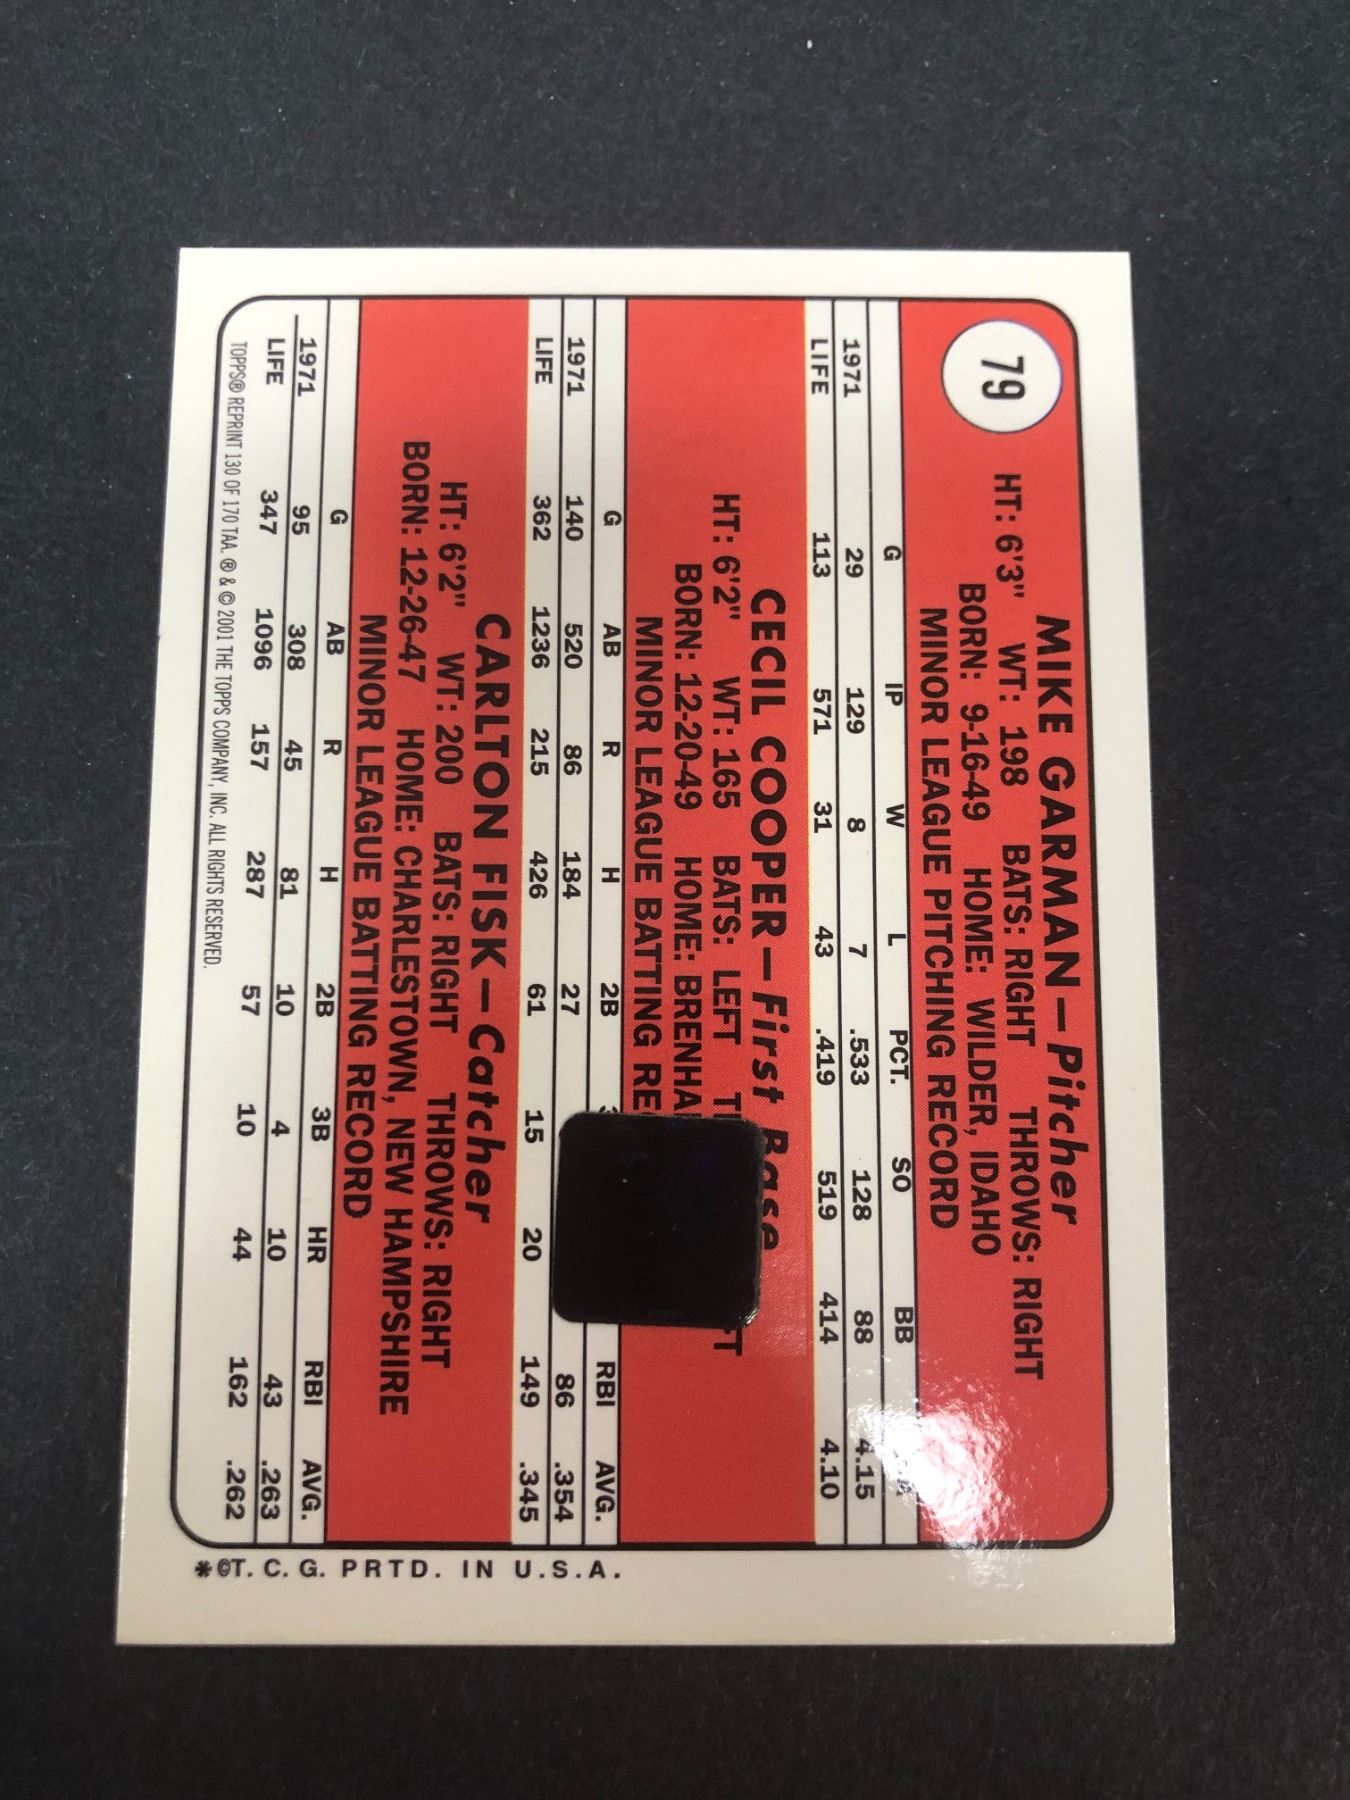 79
MIKE GARMAN—Pitcher
HT: 6'3" WT: 198 BATS: RIGHT THROWS: RIGHT
BORN: 9-16-49 HOME: WILDER, IDAHO
MINOR LEAGUE PITCHING RECORD
G IP W L PCT. SO BB
1971 29 129 8 7 .533 128 88 4.15
LIFE 113 571 31 43 .419 519 414 4.10
CECIL COOPER—First Base
HT: 6'2" WT: 165 BATS: LEFT
BORN: 12-20-49 HOME:
MINOR LEAGUE BATTING
G AB R H 2B RBI AVG.
1971 140 520 86 184 27 86 .354
LIFE 362 1236 215 426 61 15 20 149 .345
CARLTON FISK—Catcher
HT: 6'2" WT: 200 BATS: RIGHT THROWS: RIGHT
BORN: 12-26-47 HOME: CHARLESTOWN, NEW HAMPSHIRE
MINOR LEAGUE BATTING RECORD
G AB R H 2B 3B HR RBI AVG.
1971 95 308 45 81 10 4 10 43 .263
LIFE 347 1096 157 287 57 10 44 162 .262
TOPPS® REPRINT 130 OF 170 TAA. ® & © 2001 THE TOPPS COMPANY, INC. ALL RIGHTS RESERVED.
*©T. C. G. PRTD. IN U.S.A.